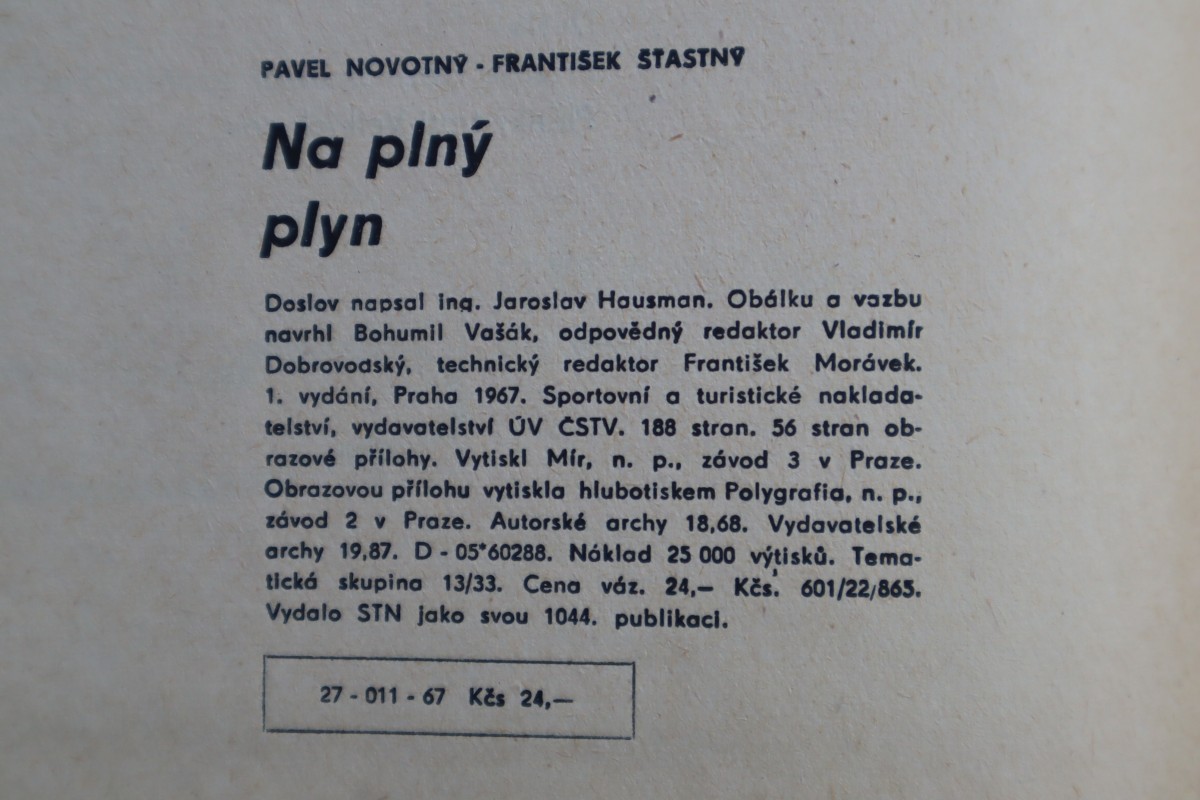 PAVEL NOVOTNÝ - FRANTIŠEK ŠŤASTNÝ
Na plný
plyn
Doslov napsal ing. Jaroslav Hausman. Obálku a vazbu
navrhl Bohumil Vašák, odpovědný redaktor Vladimír
Dobrovodský, technický redaktor František Morávek.
1. vydání, Praha 1967. Sportovní a turistické naklada-
telství, vydavatelství ÚV ČSTV. 188 stran. 56 stran ob-
razové přílohy. Vytiskl Mír, n. p., závod 3 v Praze.
Obrazovou přílohu vytiskla hlubotiskem Polygrafia, n. p.,
závod 2 v Praze. Autorské archy 18,68. Vydavatelské
archy 19,87. D - 05*60288. Náklad 25 000 výtisků. Tema-
tická skupina 13/33. Cena váz. 24,— Kčs. 601/22/865.
Vydalo STN jako svou 1044. publikaci.
27 - 011 - 67 Kčs 24,—